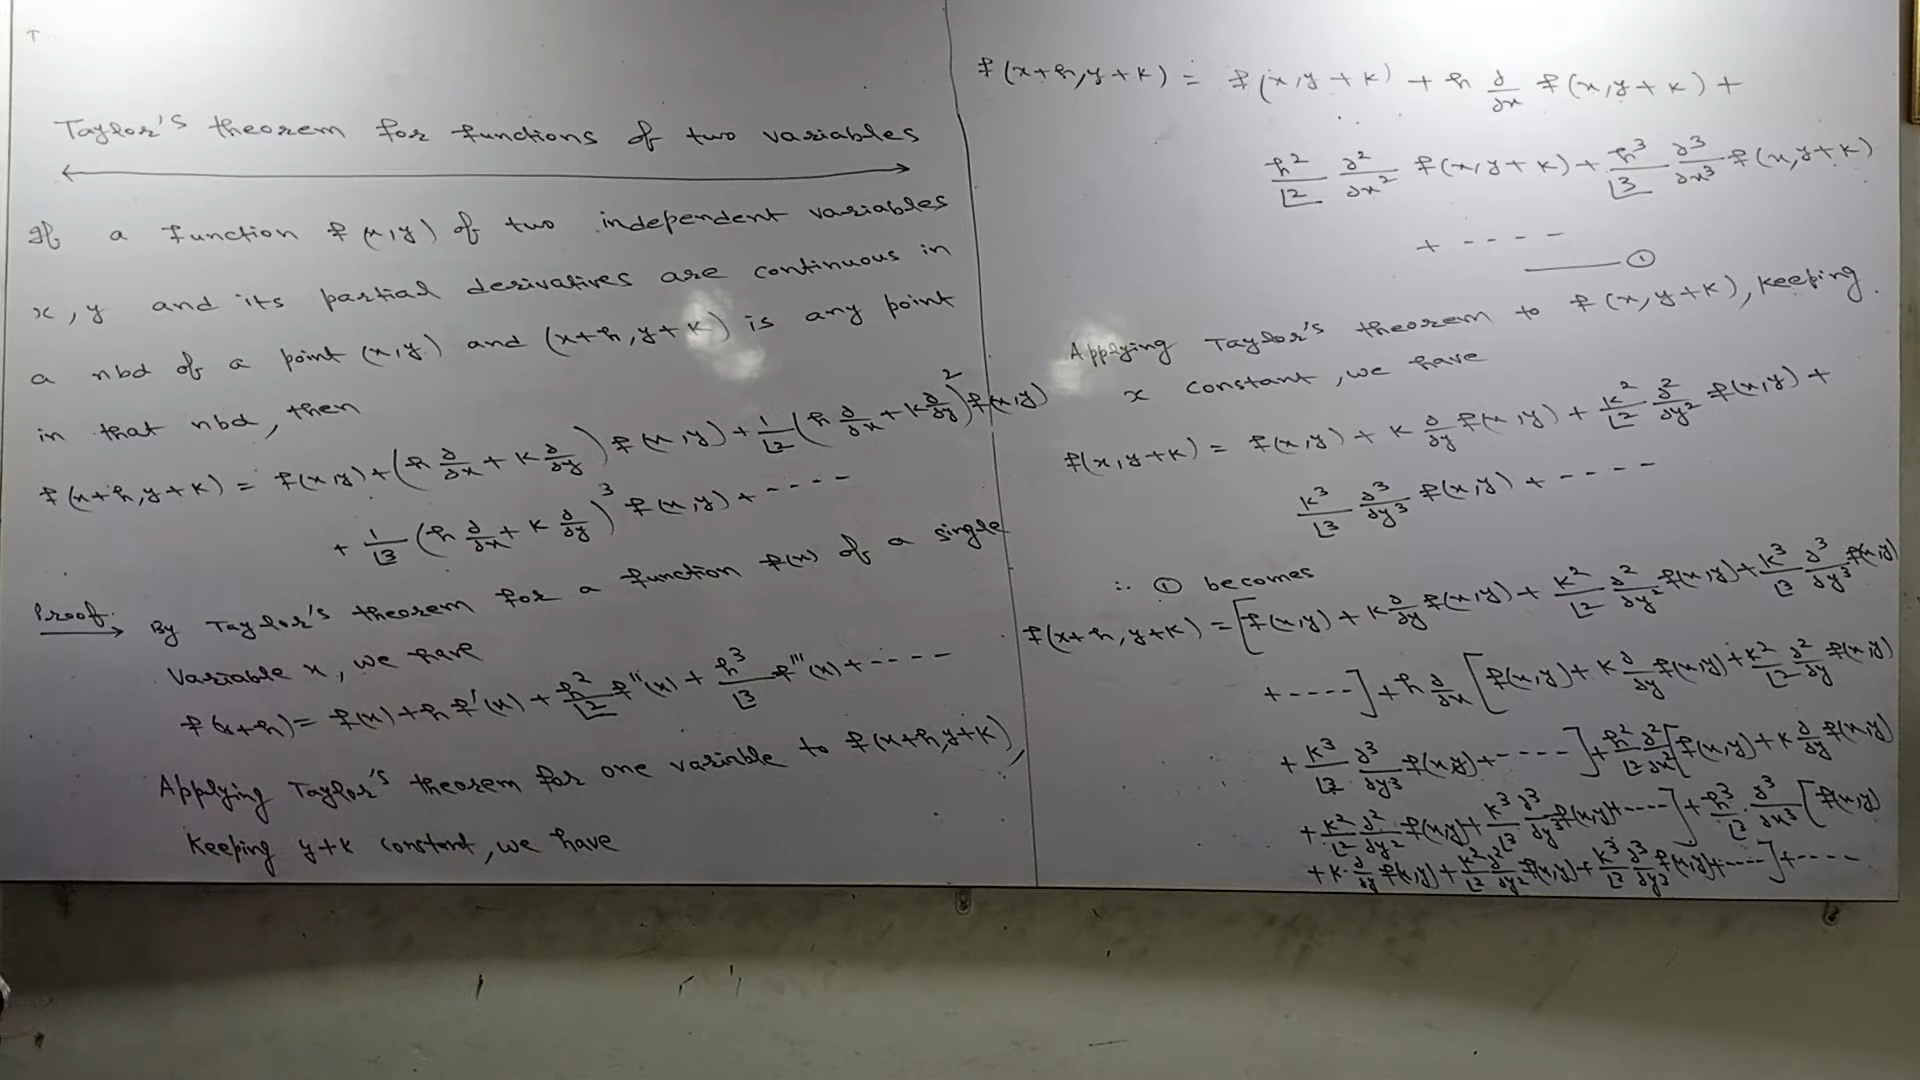 Taylor's theorem for functions of two variables
If a function f(x,y) of two independent variables
x, y and its partial derivatives are continuous in
a nbd of a point (x,y) and (x+h, y+k) is any point
in that nbd, then
f(x+h, y+k) = f(x,y) + (h ∂/∂x + k ∂/∂y) f(x,y) + 1/⌊2 (h ∂/∂x + k ∂/∂y)² f(x,y)
+ 1/⌊3 (h ∂/∂x + k ∂/∂y)³ f(x,y) + ----
Proof: By Taylor's theorem for a function f(x) of a single
variable x, we have
f(x+h) = f(x) + h f'(x) + h²/⌊2 f''(x) + h³/⌊3 f'''(x) + ----
Applying Taylor's theorem for one variable to f(x+h, y+k),
keeping y+k constant, we have
f(x+h, y+k) = f(x, y+k) + h ∂/∂x f(x, y+k) +
h²/⌊2 ∂²/∂x² f(x, y+k) + h³/⌊3 ∂³/∂x³ f(x, y+k)
+ ----
——— ①
Applying Taylor's theorem to f(x, y+k), keeping
x constant, we have
f(x, y+k) = f(x,y) + k ∂/∂y f(x,y) + k²/⌊2 ∂²/∂y² f(x,y) +
k³/⌊3 ∂³/∂y³ f(x,y) + ----
∴ ① becomes
f(x+h, y+k) = [f(x,y) + k ∂/∂y f(x,y) + k²/⌊2 ∂²/∂y² f(x,y) + k³/⌊3 ∂³/∂y³ f(x,y)
+ ----] + h ∂/∂x [f(x,y) + k ∂/∂y f(x,y) + k²/⌊2 ∂²/∂y f(x,y)
+ k³/⌊3 ∂³/∂y³ f(x,y) + ----] + h²/⌊2 ∂²/∂x² [f(x,y) + k ∂/∂y f(x,y)
+ k²/⌊2 ∂²/∂y² f(x,y) + k³/⌊3 ∂³/∂y³ f(x,y) + ----] + h³/⌊3 ∂³/∂x³ [f(x,y)
+ k ∂/∂y f(x,y) + k²/⌊2 ∂²/∂y² f(x,y) + k³/⌊3 ∂³/∂y³ f(x,y) + ----] + ----